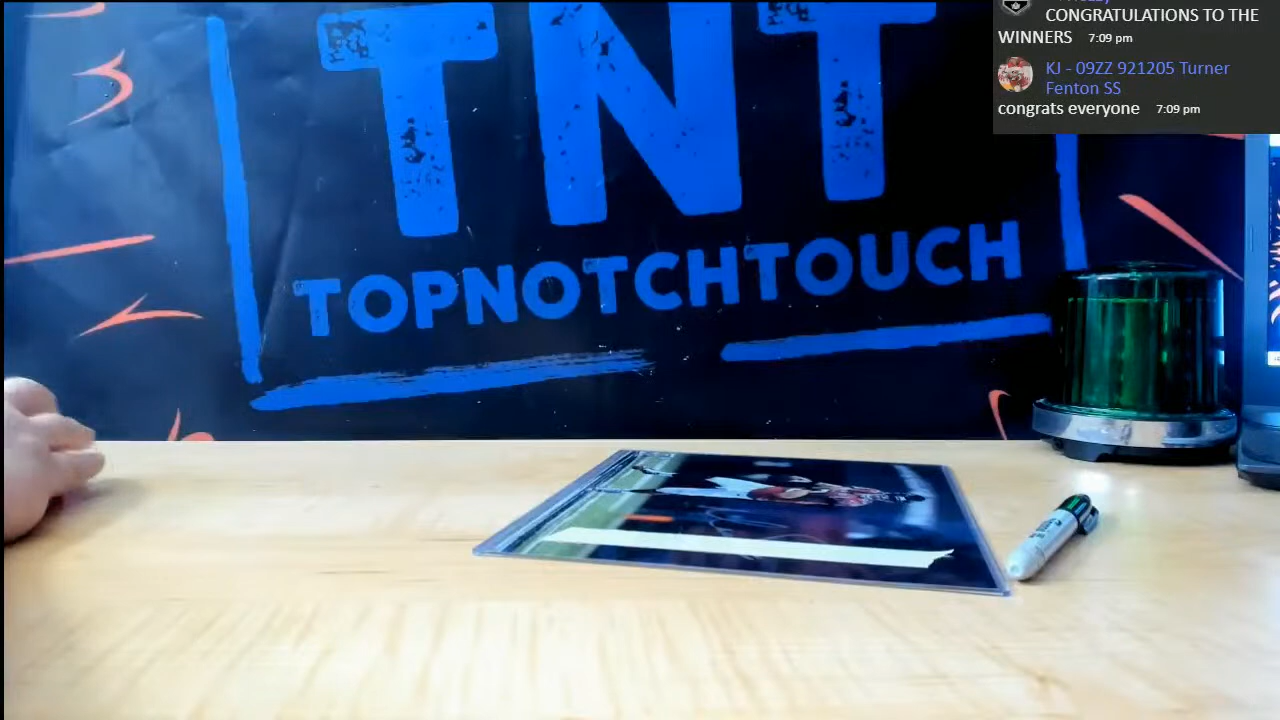 TNT
TOPNOTCHTOUCH
CONGRATULATIONS TO THE
WINNERS 7:09 pm
KJ - 09ZZ 921205 Turner
Fenton SS
congrats everyone 7:09 pm